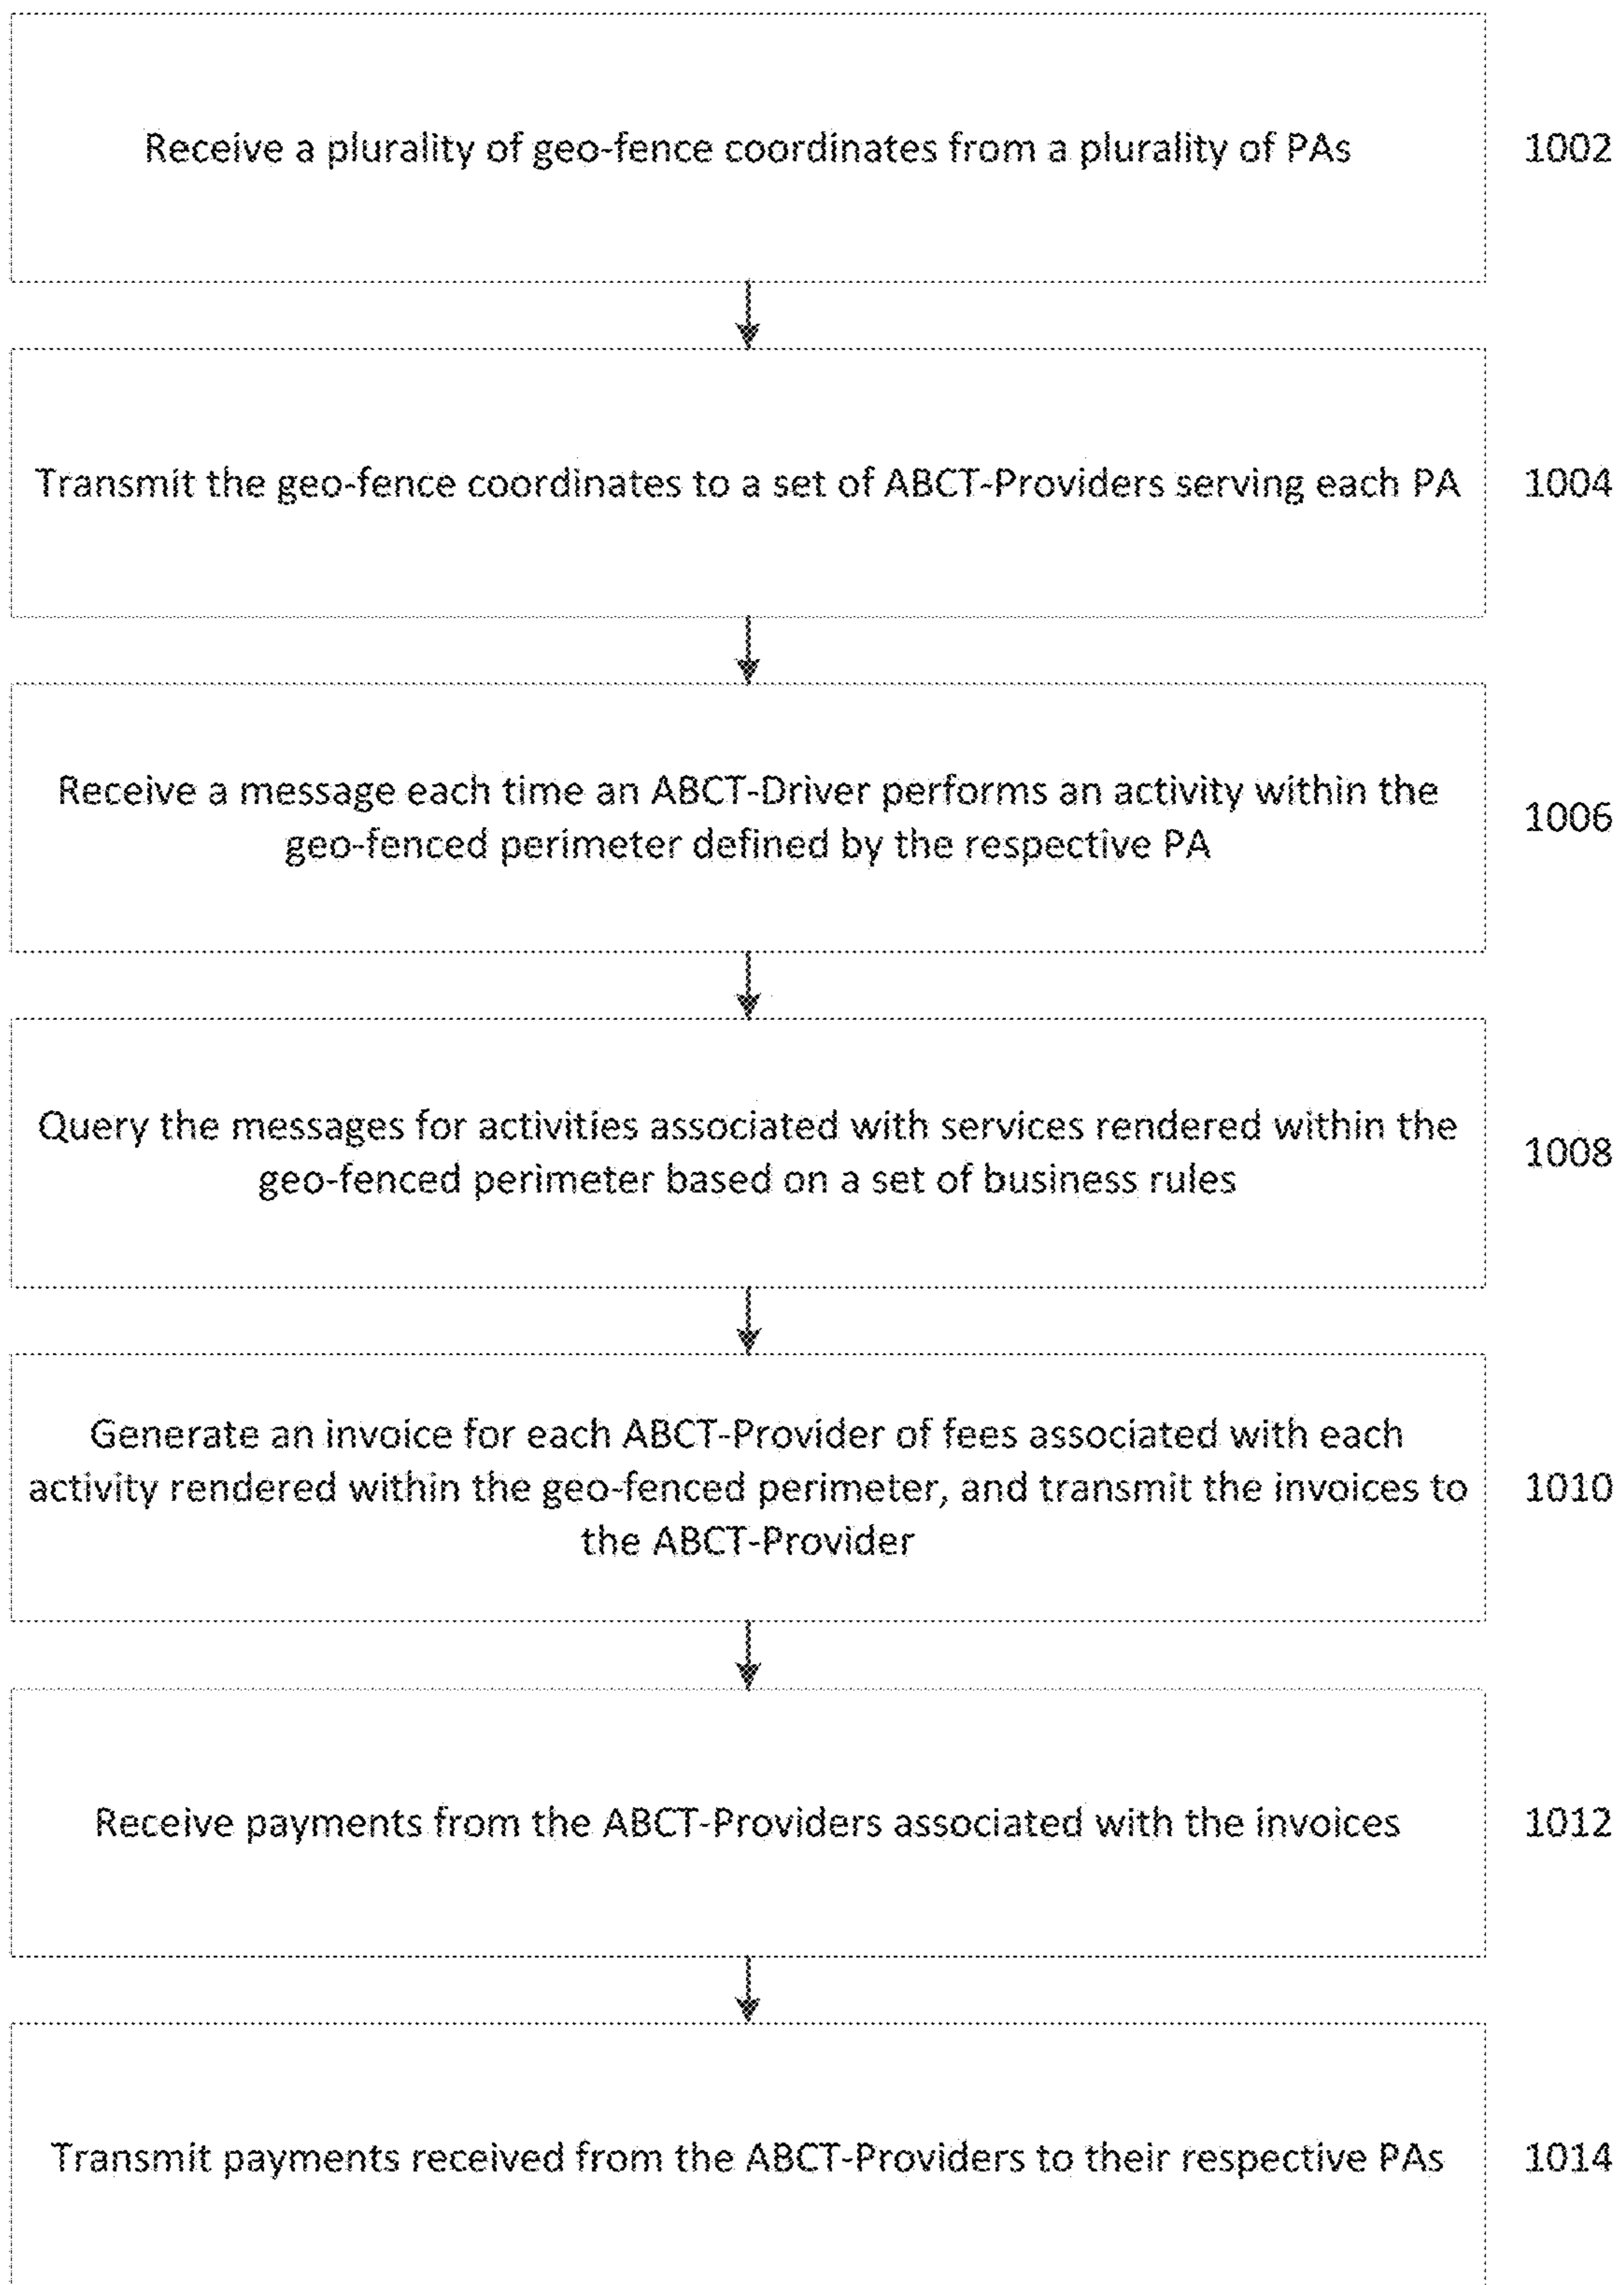 Receive a plurality of geo-fence coordinates from a plurality of PAs
1002
Transmit the geo-fence coordinates to a set of ABCT-Providers serving each PA
1004
Receive a message each time an ABCT-Driver performs an activity within the
geo-fenced perimeter defined by the respective PA
1006
Query the messages for activities associated with services rendered within the
geo-fenced perimeter based on a set of business rules
1008
Generate an invoice for each ABCT-Provider of fees associated with each
activity rendered within the geo-fenced perimeter, and transmit the invoices to
the ABCT-Provider
1010
Receive payments from the ABCT-Providers associated with the invoices
1012
Transmit payments received from the ABCT-Providers to their respective PAs
1014